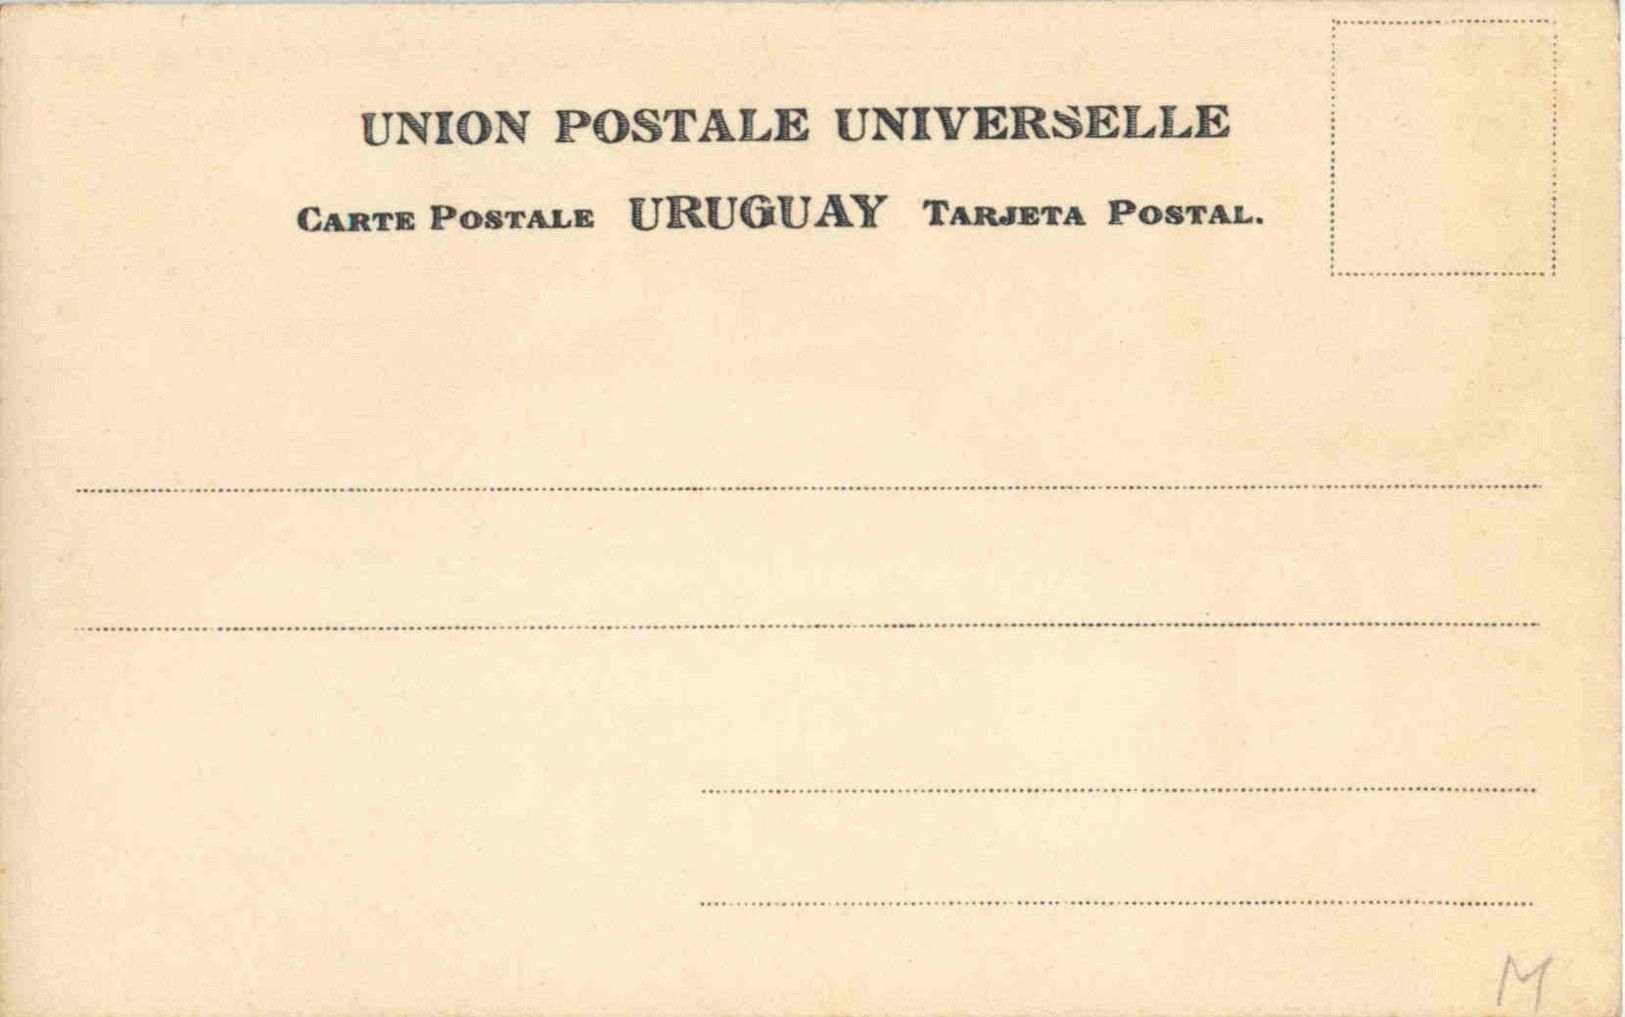 UNION POSTALE UNIVERSELLE
CARTE POSTALE URUGUAY TARJETA POSTAL.
M